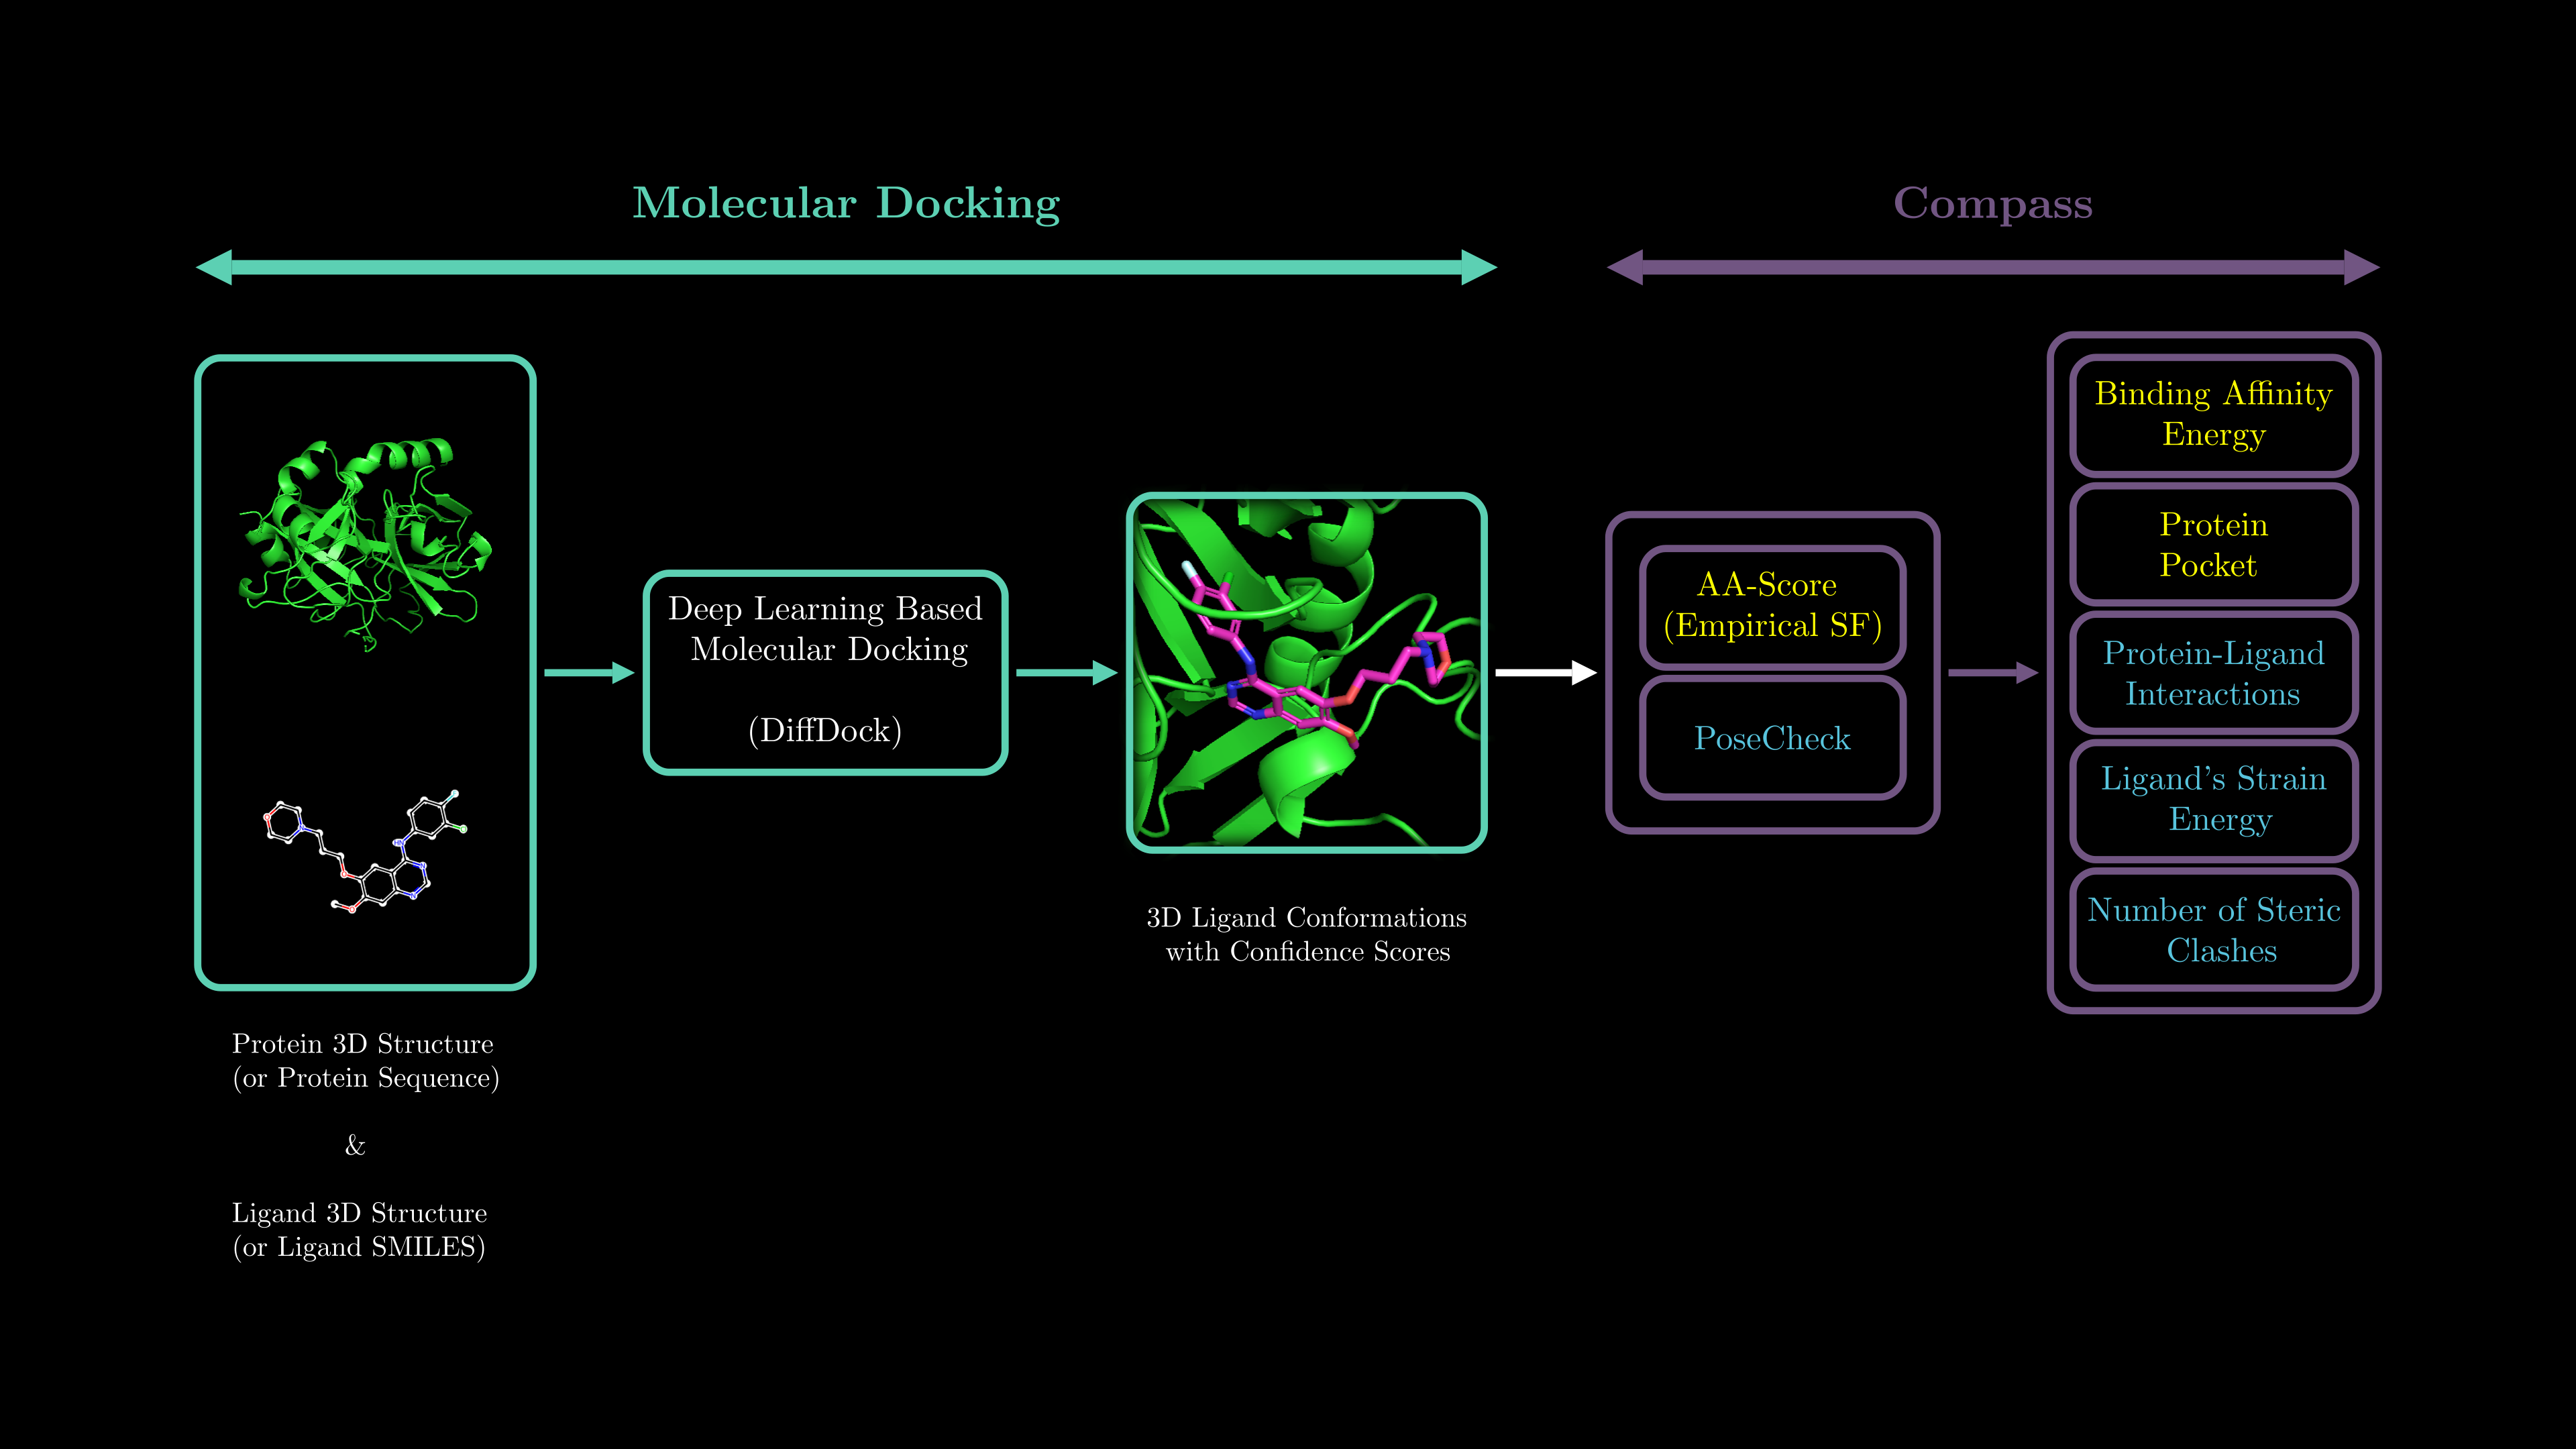 Molecular Docking
Compass
Protein 3D Structure
(or Protein Sequence)
&
Ligand 3D Structure
(or Ligand SMILES)
Deep Learning Based
Molecular Docking
(DiffDock)
3D Ligand Conformations
with Confidence Scores
AA-Score
(Empirical SF)
PoseCheck
Binding Affinity
Energy
Protein
Pocket
Protein-Ligand
Interactions
Ligand's Strain
Energy
Number of Steric
Clashes